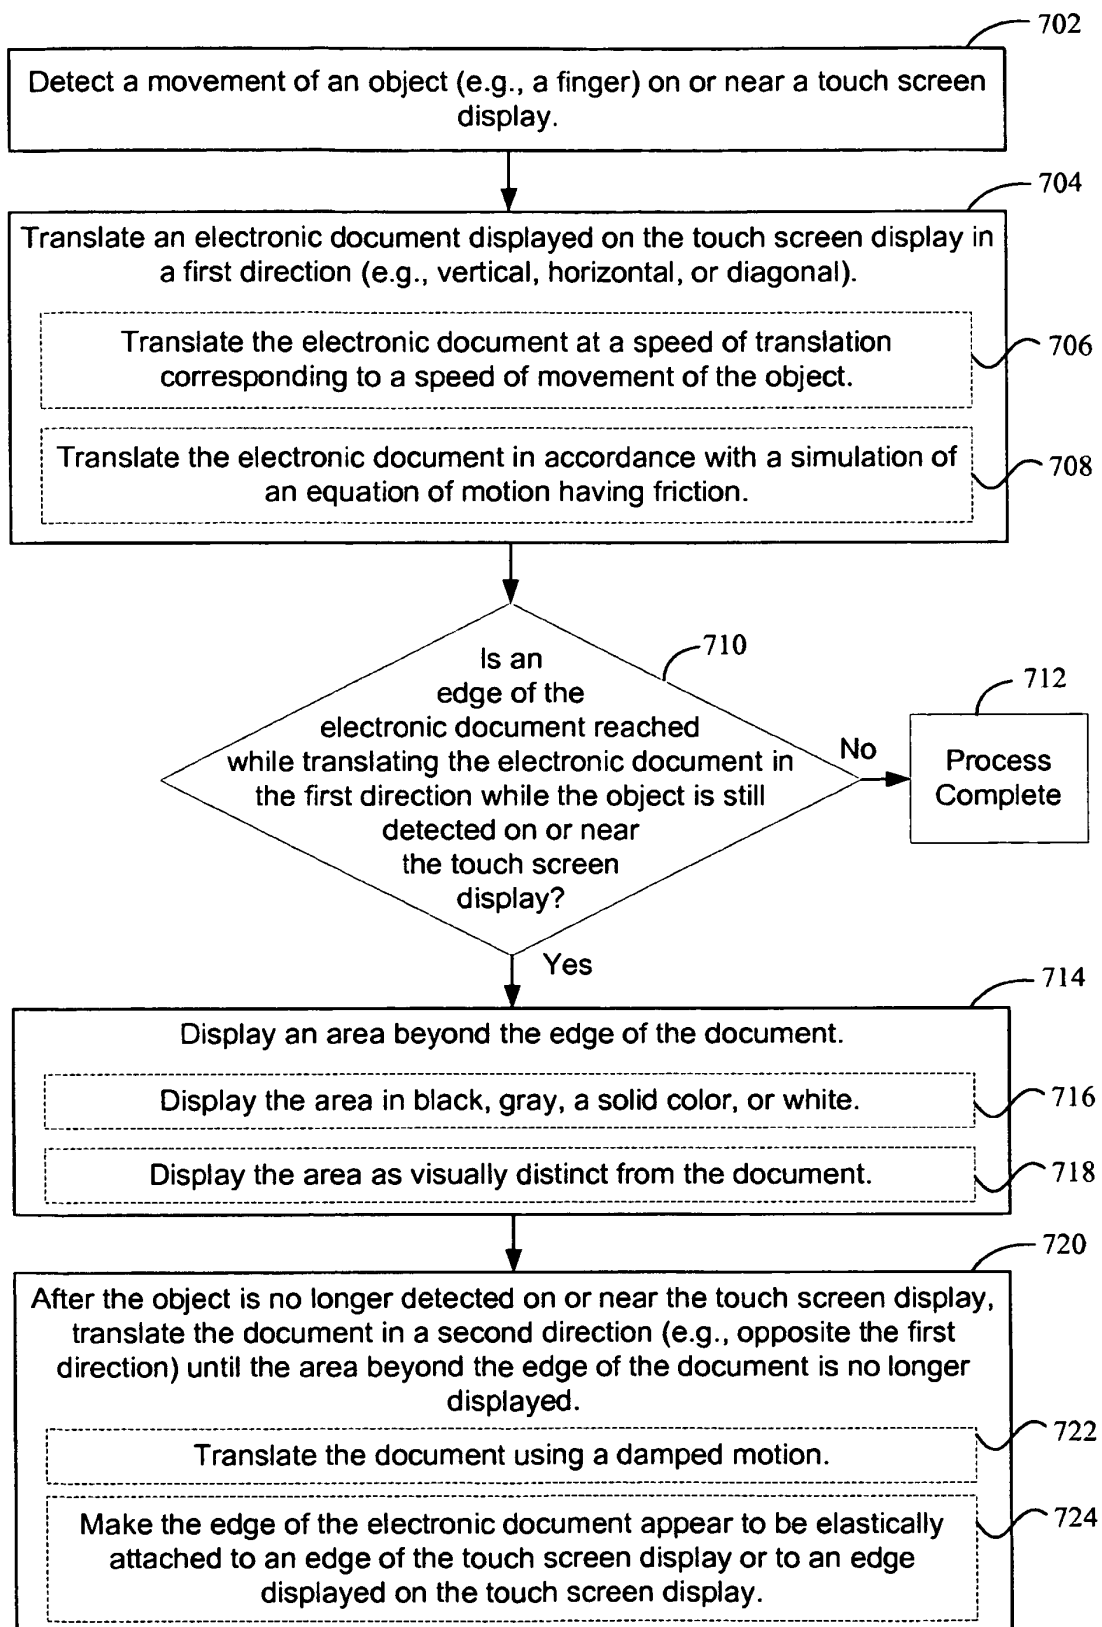 702
Detect a movement of an object (e.g., a finger) on or near a touch screen
display.
704
Translate an electronic document displayed on the touch screen display in
a first direction (e.g., vertical, horizontal, or diagonal).
Translate the electronic document at a speed of translation
corresponding to a speed of movement of the object.
706
Translate the electronic document in accordance with a simulation of
an equation of motion having friction.
708
710
Is an
edge of the
electronic document reached
while translating the electronic document in
the first direction while the object is still
detected on or near
the touch screen
display?
No
712
Process
Complete
Yes
714
Display an area beyond the edge of the document.
Display the area in black, gray, a solid color, or white.
716
Display the area as visually distinct from the document.
718
720
After the object is no longer detected on or near the touch screen display,
translate the document in a second direction (e.g., opposite the first
direction) until the area beyond the edge of the document is no longer
displayed.
Translate the document using a damped motion.
722
Make the edge of the electronic document appear to be elastically
attached to an edge of the touch screen display or to an edge
displayed on the touch screen display.
724